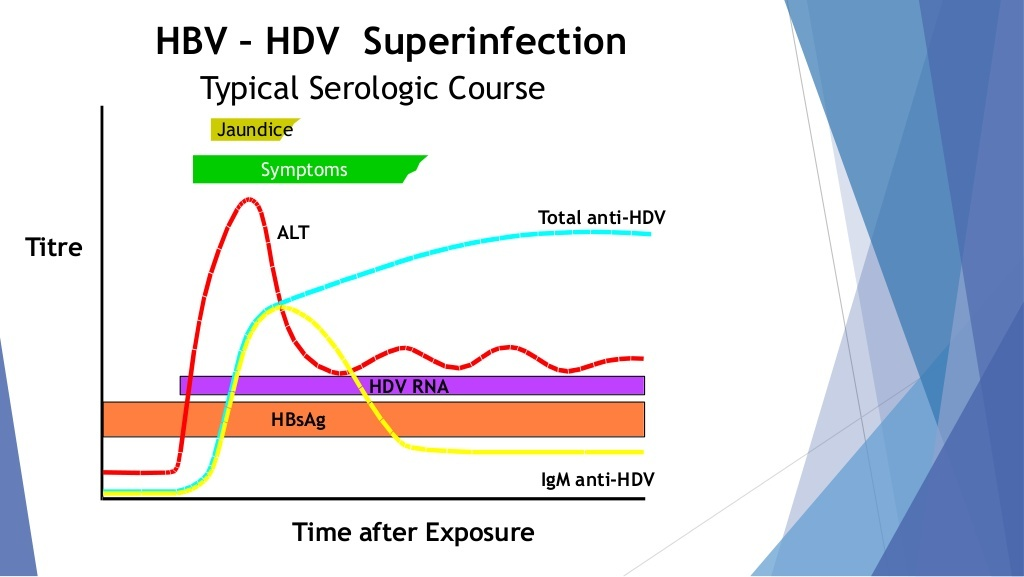 HBV – HDV Superinfection
Typical Serologic Course
Jaundice
Symptoms
Total anti-HDV
ALT
Titre
HDV RNA
HBsAg
IgM anti-HDV
Time after Exposure